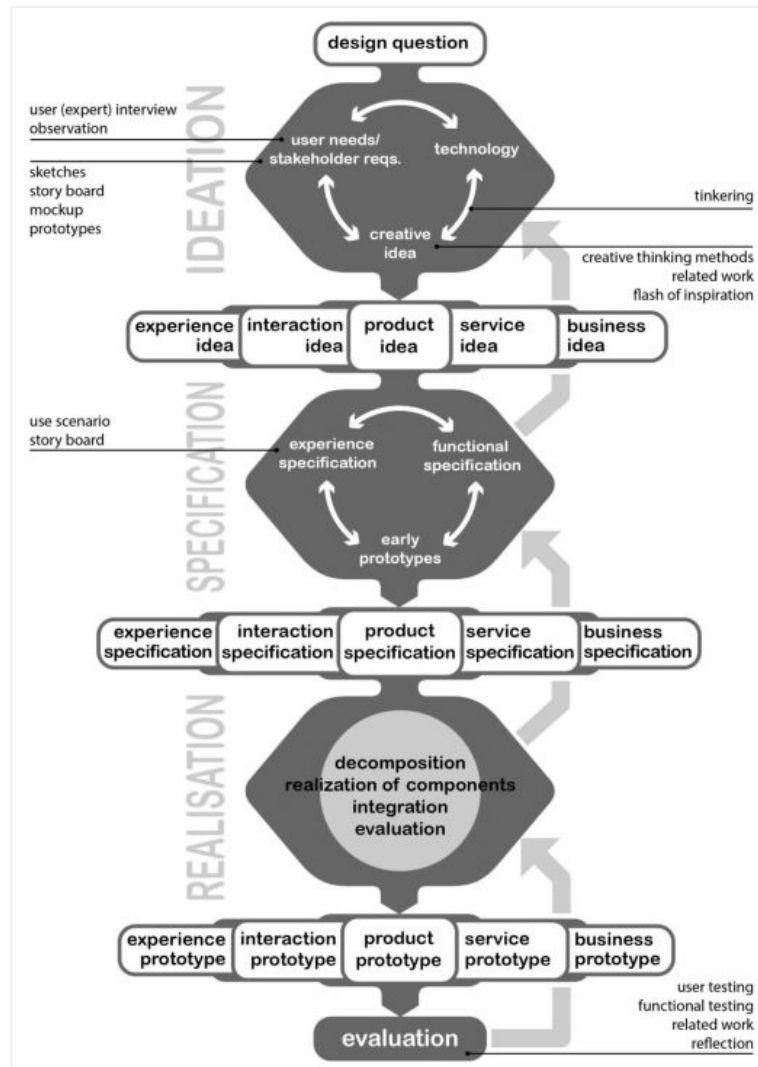 design question
IDEATION
user (expert) interview
observation
sketches
story board
mockup
prototypes
user needs/
stakeholder reqs.
technology
creative
idea
tinkering
creative thinking methods
related work
flash of inspiration
experience
idea
interaction
idea
product
idea
service
idea
business
idea
SPECIFICATION
use scenario
story board
experience
specification
functional
specification
early
prototypes
experience
specification
interaction
specification
product
specification
service
specification
business
specification
REALISATION
decomposition
realization of components
integration
evaluation
experience
prototype
interaction
prototype
product
prototype
service
prototype
business
prototype
evaluation
user testing
functional testing
related work
reflection